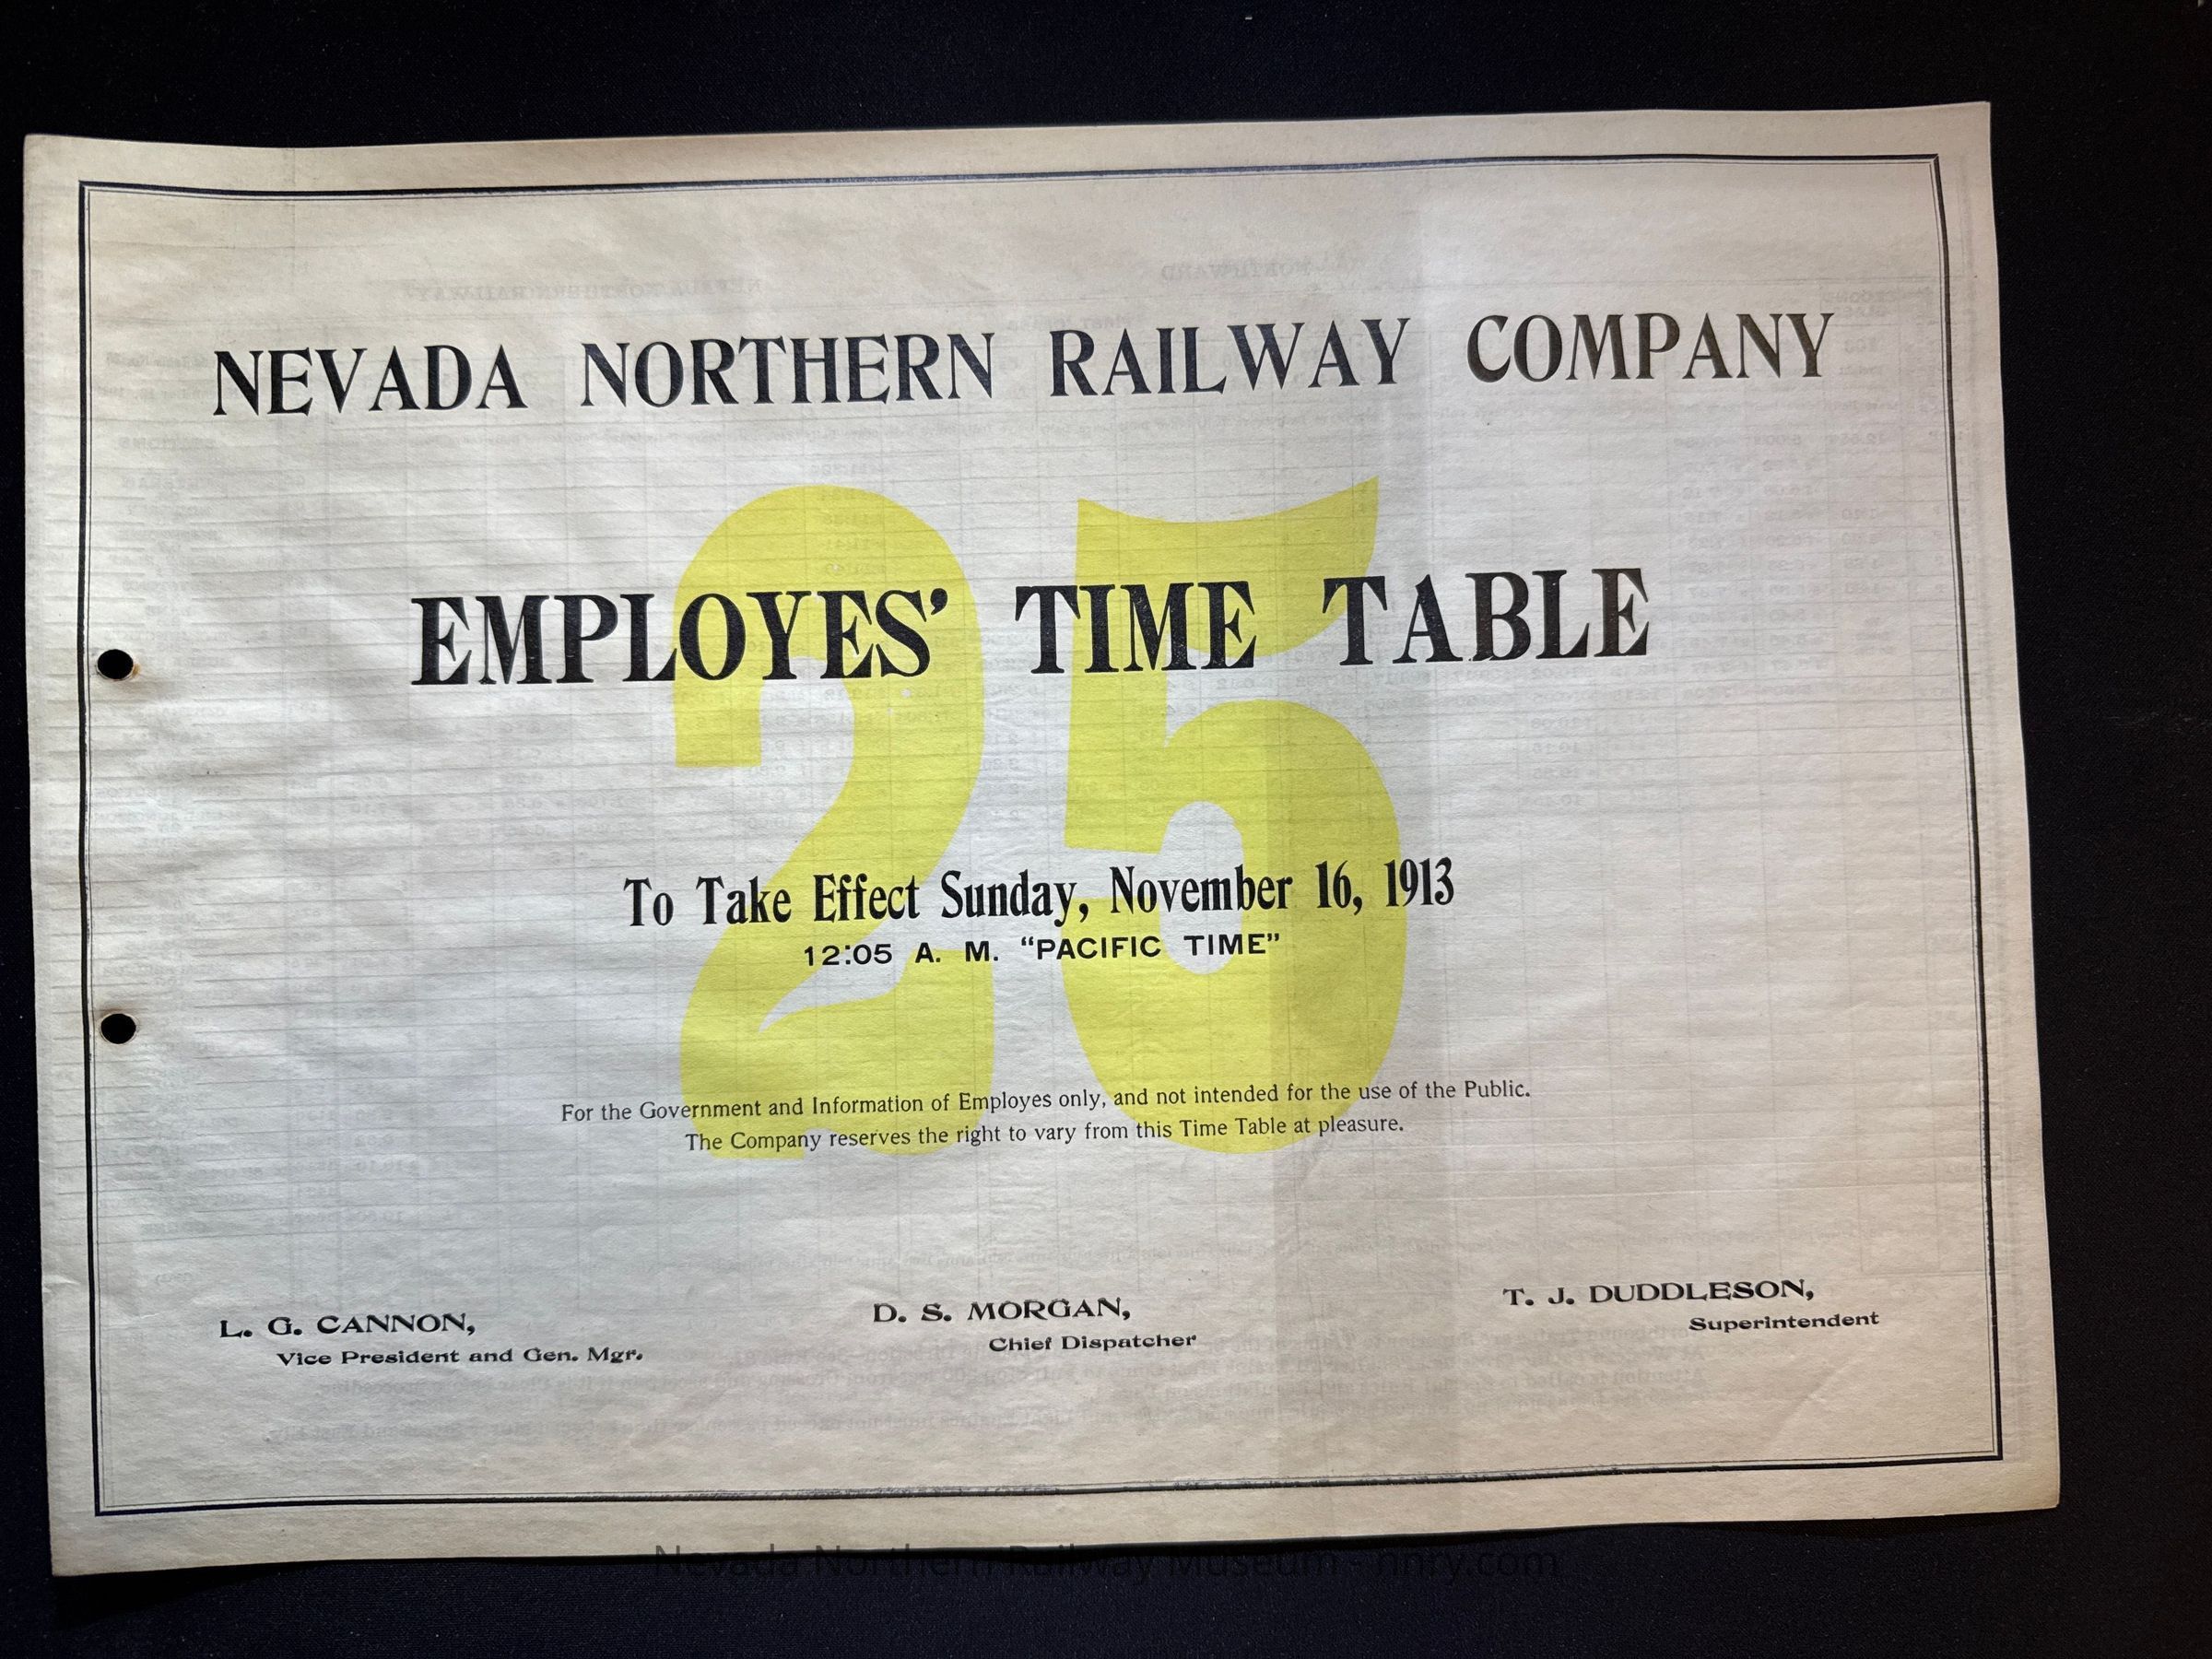 NEVADA NORTHERN RAILWAY COMPANY
25
EMPLOYES' TIME TABLE
To Take Effect Sunday, November 16, 1913
12:05 A. M. “PACIFIC TIME”
For the Government and Information of Employes only, and not intended for the use of the Public.
The Company reserves the right to vary from this Time Table at pleasure.
L. G. CANNON,
Vice President and Gen. Mgr.
D. S. MORGAN,
Chief Dispatcher
T. J. DUDDLESON,
Superintendent
Nevada Northern Railway Museum - nnry.com